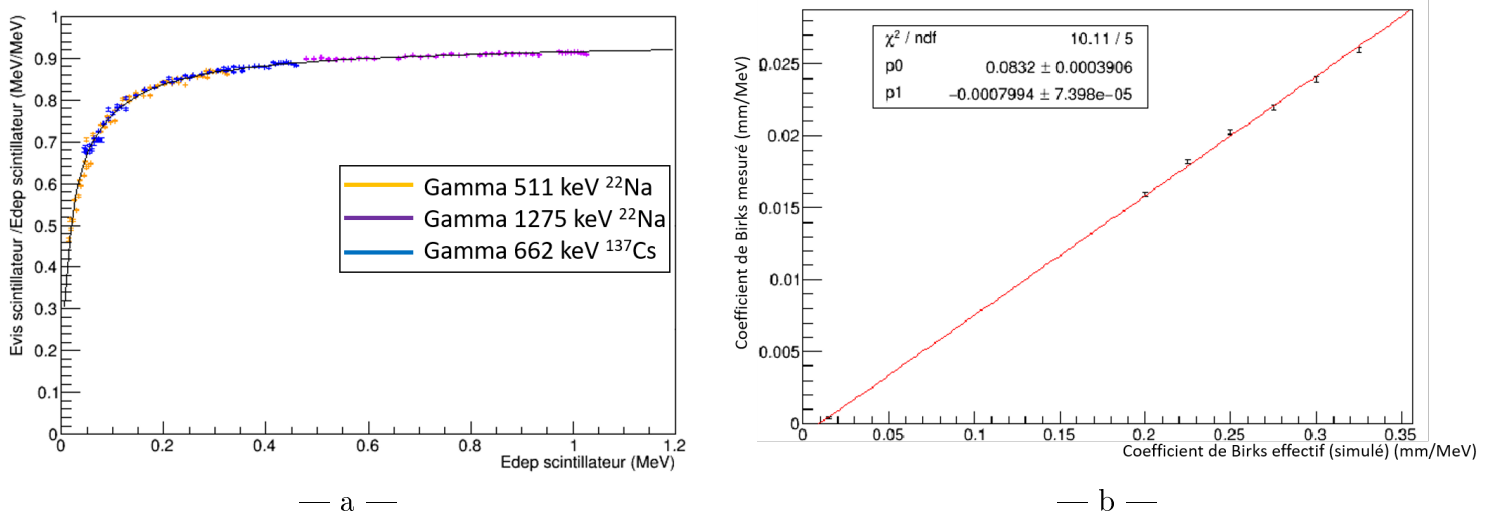 1
0.9
0.8
0.7
0.6
0.5
0.4
0.3
0.2
0.1
0
0 0.2 0.4 0.6 0.8 1 1.2
Evis scintillateur /Edep scintillateur (MeV/MeV)
Edep scintillateur (MeV)
Gamma 511 keV ²²Na
Gamma 1275 keV ²²Na
Gamma 662 keV ¹³⁷Cs
— a —
χ² / ndf 10.11 / 5
p0 0.0832 ± 0.0003906
p1 −0.0007994 ± 7.398e−05
0.025
0.02
0.015
0.01
0.005
0
0 0.05 0.1 0.15 0.2 0.25 0.3 0.35
Coefficient de Birks mesuré (mm/MeV)
Coefficient de Birks effectif (simulé) (mm/MeV)
— b —